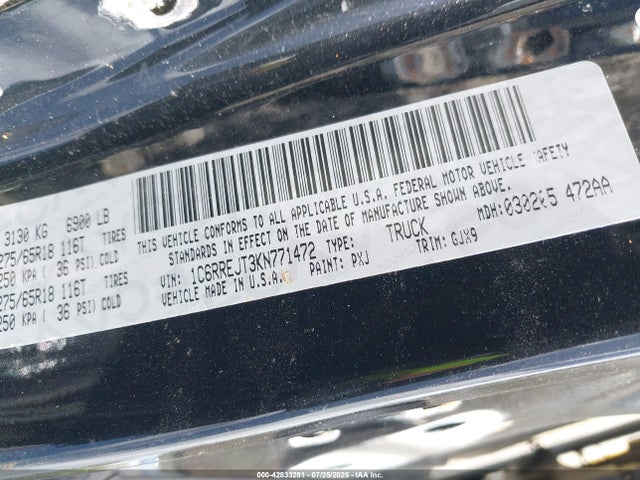 3130 KG 6900 LB
275/65R18 116T TIRES
250 KPA ( 36 PSI) COLD
275/65R18 116T TIRES
250 KPA ( 36 PSI) COLD
THIS VEHICLE CONFORMS TO ALL APPLICABLE U.S.A. FEDERAL MOTOR VEHICLE SAFETY
STANDARDS IN EFFECT ON THE DATE OF MANUFACTURE SHOWN ABOVE.
VIN: 1C6RREJT3KN771472 TYPE: TRUCK MDH: 030205 472AA
VEHICLE MADE IN U.S.A. PAINT: PXJ TRIM: GJX9
000-42833281 - 07/25/2025 -